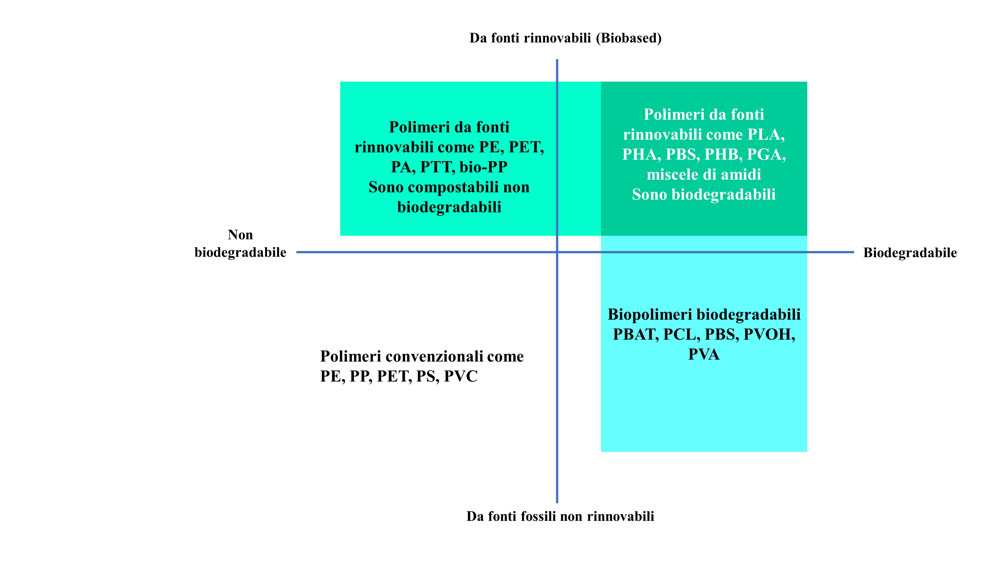 Da fonti rinnovabili (Biobased)
Polimeri da fonti
rinnovabili come PE, PET,
PA, PTT, bio-PP
Sono compostabili non
biodegradabili
Polimeri da fonti
rinnovabili come PLA,
PHA, PBS, PHB, PGA,
miscele di amidi
Sono biodegradabili
Non
biodegradabile
Biodegradabile
Polimeri convenzionali come
PE, PP, PET, PS, PVC
Biopolimeri biodegradabili
PBAT, PCL, PBS, PVOH,
PVA
Da fonti fossili non rinnovabili